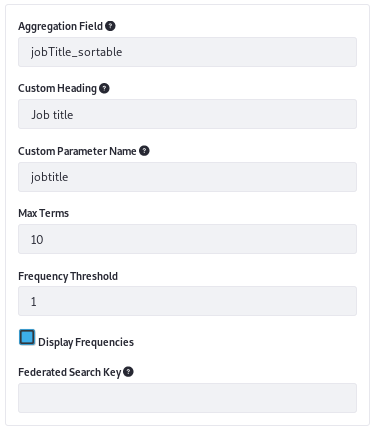 Aggregation Field ?
jobTitle_sortable
Custom Heading ?
Job title
Custom Parameter Name ?
jobtitle
Max Terms
10
Frequency Threshold
1
Display Frequencies
Federated Search Key ?